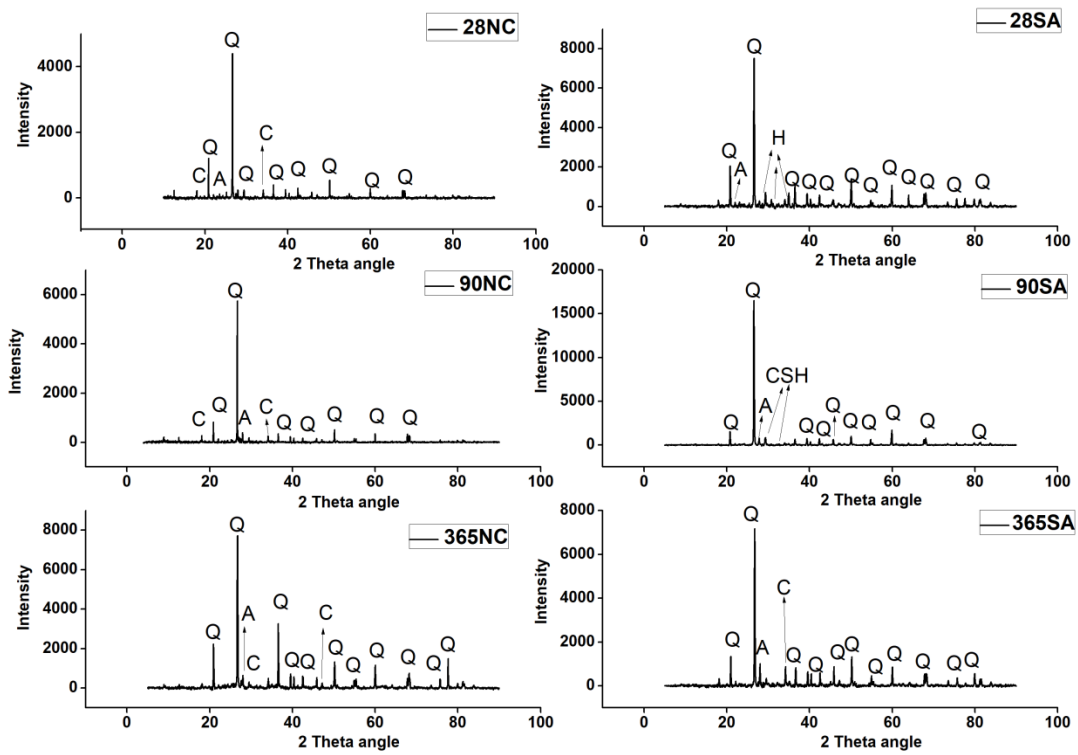 28NC
Intensity
4000
2000
0
Q
Q
C
A
Q
C
Q
Q
Q
Q
Q
0
20
40
60
80
100
2 Theta angle
28SA
Intensity
8000
6000
4000
2000
0
Q
Q
A
H
Q
Q
Q
Q
Q
Q
Q
Q
Q
Q
Q
0
20
40
60
80
100
2 Theta angle
90NC
Intensity
6000
4000
2000
0
Q
C
Q
A
C
Q
Q
Q
Q
Q
0
20
40
60
80
100
2 Theta angle
90SA
Intensity
20000
15000
10000
5000
0
Q
Q
A
CSH
Q
Q
Q
Q
Q
Q
Q
Q
0
20
40
60
80
100
2 Theta angle
365NC
Intensity
8000
6000
4000
2000
0
Q
Q
A
C
Q
Q
Q
C
Q
Q
Q
Q
Q
Q
0
20
40
60
80
100
2 Theta angle
365SA
Intensity
8000
6000
4000
2000
0
Q
Q
A
C
Q
Q
Q
Q
Q
Q
Q
Q
Q
Q
0
20
40
60
80
100
2 Theta angle